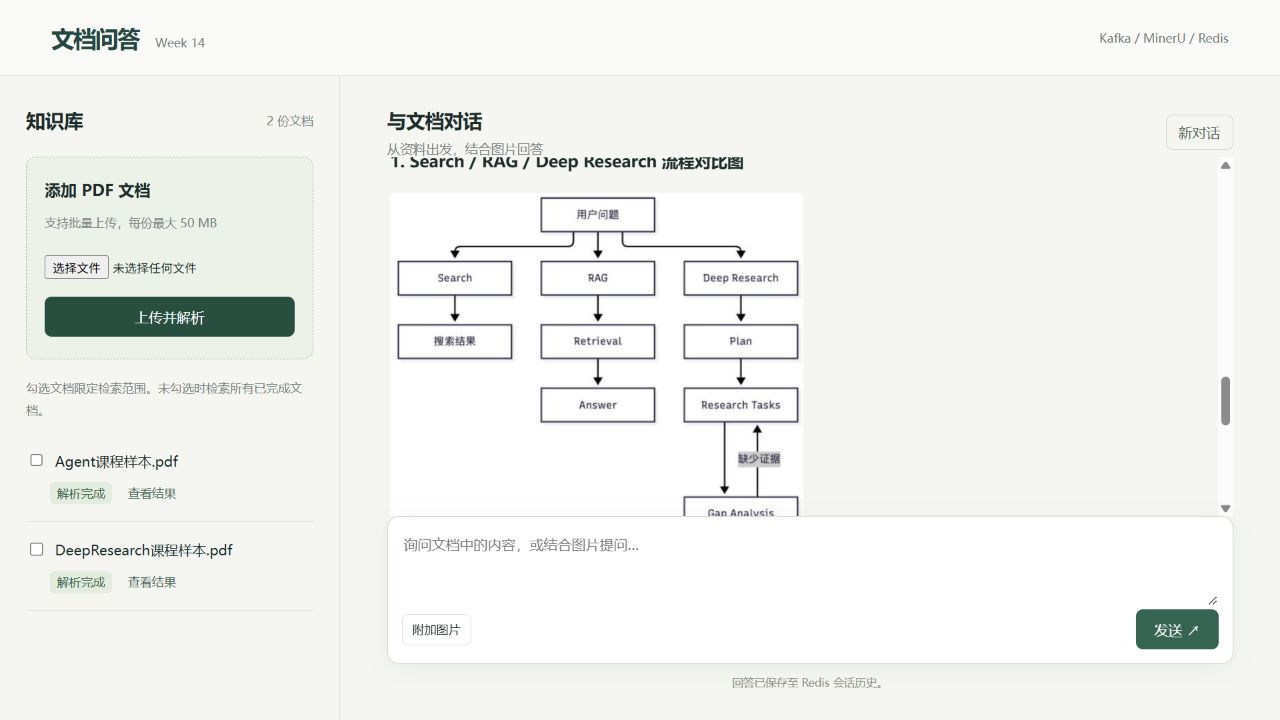 文档问答
Week 14
Kafka / MinerU / Redis
知识库
2 份文档
添加 PDF 文档
支持批量上传，每份最大 50 MB
选择文件 未选择任何文件
上传并解析
勾选文档限定检索范围。未勾选时检索所有已完成文
档。
Agent课程样本.pdf
解析完成 查看结果
DeepResearch课程样本.pdf
解析完成 查看结果
与文档对话
从资料出发，结合图片回答
新对话
1. Search / RAG / Deep Research 流程对比图
用户问题
Search RAG Deep Research
搜索结果 Retrieval Plan
Answer Research Tasks
缺少证据
Gap Analysis
询问文档中的内容，或结合图片提问...
附加图片
发送 ↗
回答已保存至 Redis 会话历史。